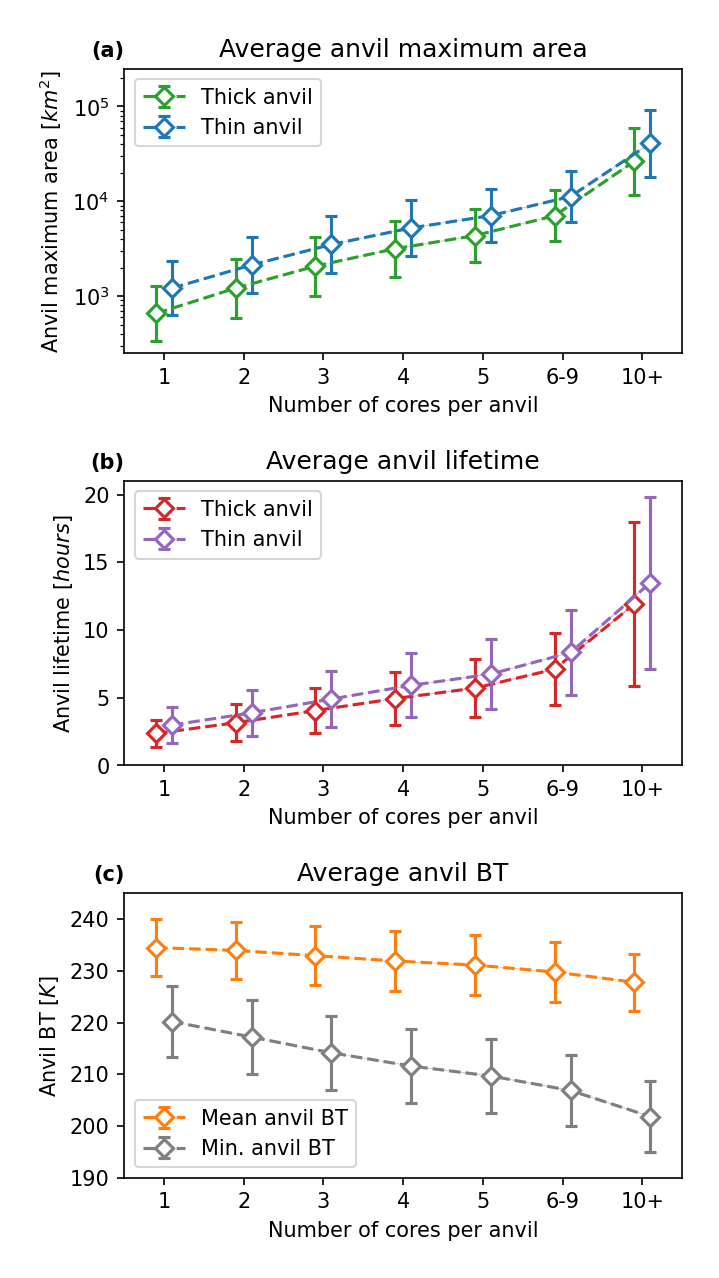 (a) Average anvil maximum area
Anvil maximum area [km²]
10⁵
10⁴
10³
Thick anvil
Thin anvil
1 2 3 4 5 6-9 10+
Number of cores per anvil
(b) Average anvil lifetime
Anvil lifetime [hours]
20
15
10
5
0
Thick anvil
Thin anvil
1 2 3 4 5 6-9 10+
Number of cores per anvil
(c) Average anvil BT
Anvil BT [K]
240
230
220
210
200
190
Mean anvil BT
Min. anvil BT
1 2 3 4 5 6-9 10+
Number of cores per anvil